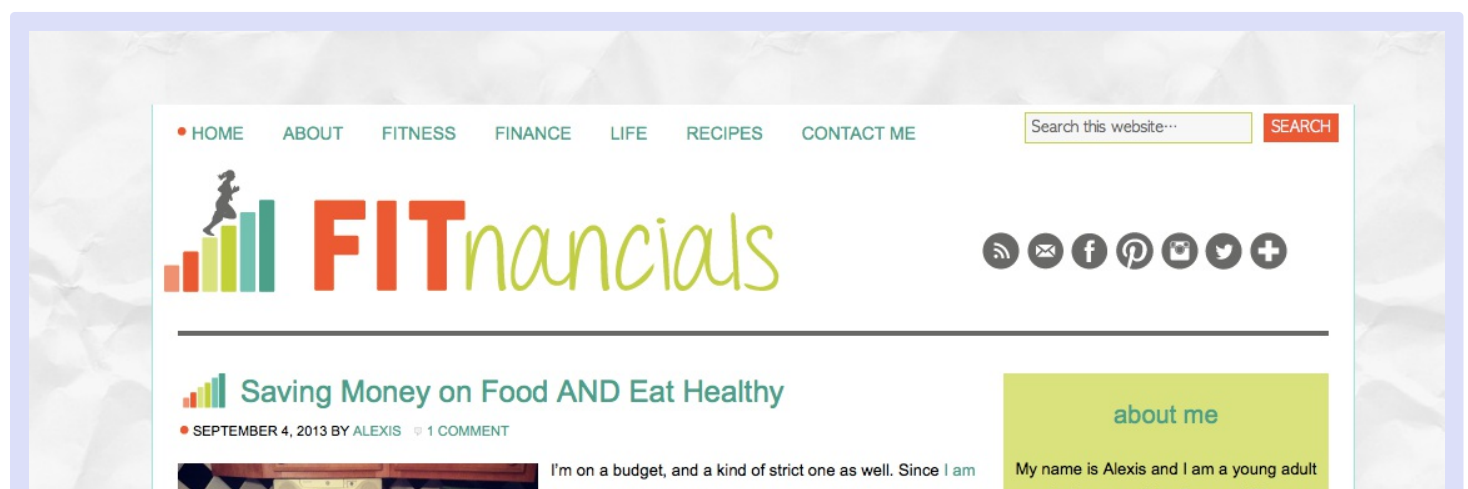 HOME ABOUT FITNESS FINANCE LIFE RECIPES CONTACT ME
Search this website… SEARCH
FITnancials
Saving Money on Food AND Eat Healthy
SEPTEMBER 4, 2013 BY ALEXIS 1 COMMENT
I'm on a budget, and a kind of strict one as well. Since I am
about me
My name is Alexis and I am a young adult